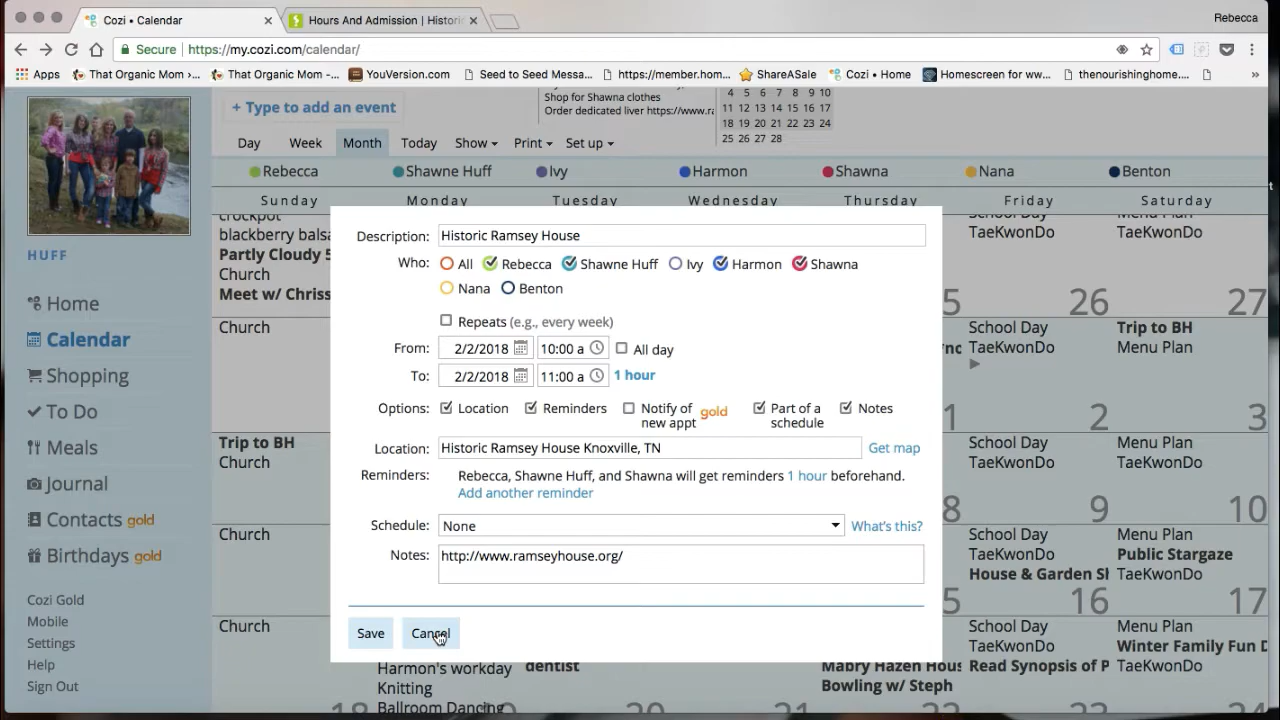 Cozi • Calendar
Hours And Admission | Histori
Rebecca
Secure | https://my.cozi.com/calendar/
Apps That Organic Mom ›... That Organic Mom -... YouVersion.com Seed to Seed Messa... https://member.hom... ShareASale Cozi • Home Homescreen for ww... thenourishinghome.... »
+ Type to add an event
Shop for Shawna clothes
Order dedicated liver https://www.ra
4 5 6 7 8 9 10
11 12 13 14 15 16 17
18 19 20 21 22 23 24
25 26 27 28
Day Week Month Today Show Print Set up
Rebecca Shawne Huff Ivy Harmon Shawna Nana Benton
Sunday Monday Tuesday Wednesday Thursday Friday Saturday
HUFF
Home
Calendar
Shopping
To Do
Meals
Journal
Contacts gold
Birthdays gold
Cozi Gold
Mobile
Settings
Help
Sign Out
crockpot
blackberry balsa
Partly Cloudy 5
Church
Meet w/ Chriss
Church
Trip to BH
Church
Church
Description: Historic Ramsey House
Who: All Rebecca Shawne Huff Ivy Harmon Shawna
Nana Benton
Repeats (e.g., every week)
From: 2/2/2018 10:00 a All day
To: 2/2/2018 11:00 a 1 hour
Options: Location Reminders Notify of new appt gold Part of a schedule Notes
Location: Historic Ramsey House Knoxville, TN Get map
Reminders: Rebecca, Shawne Huff, and Shawna will get reminders 1 hour beforehand.
Add another reminder
Schedule: None What's this?
Notes: http://www.ramseyhouse.org/
Save Cancel
TaeKwonDo
TaeKwonDo
5 26 27
School Day
TaeKwonDo
Trip to BH
Menu Plan
1 2 3
School Day
TaeKwonDo
Menu Plan
TaeKwonDo
8 9 10
School Day
TaeKwonDo
House & Garden Sh
Menu Plan
Public Stargaze
TaeKwonDo
5 16 17
School Day
TaeKwonDo
Read Synopsis of P
Menu Plan
Winter Family Fun D
TaeKwonDo
Harmon's workday
Knitting
Ballroom Dancing
dentist
Mabry Hazen Hous
Bowling w/ Steph